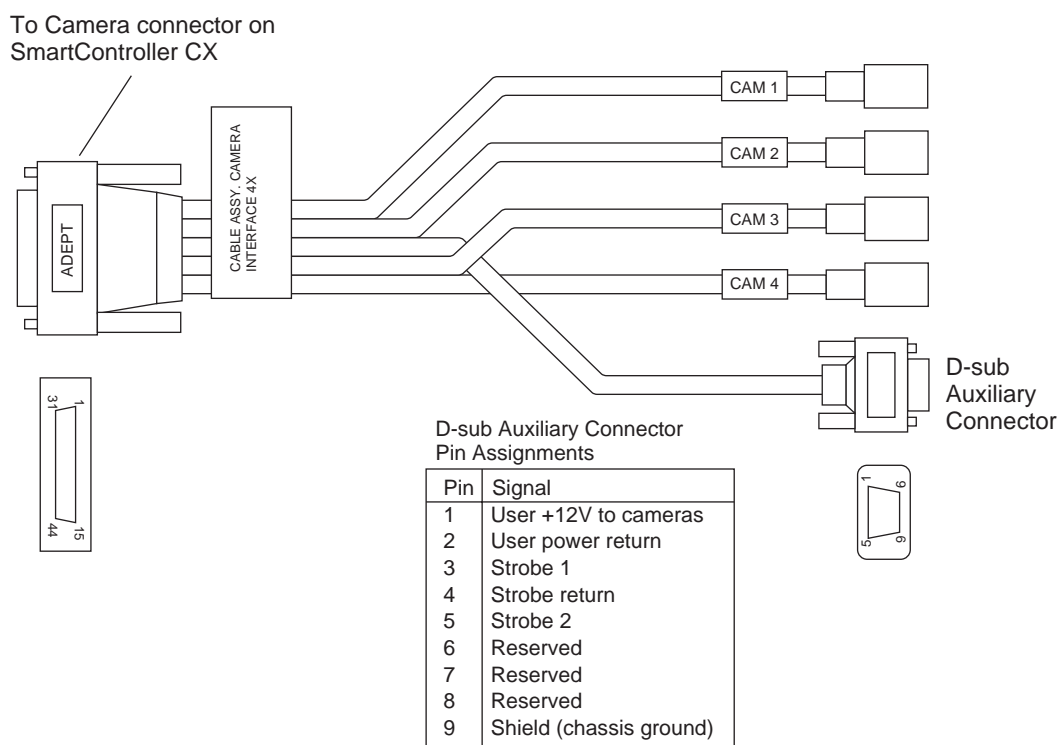 To Camera connector on
SmartController CX
CAM 1
CAM 2
CAM 3
CAM 4
CABLE ASSY. CAMERA
INTERFACE 4X
ADEPT
D-sub
Auxiliary
Connector
31 1
44 15
1 6
5 9
D-sub Auxiliary Connector
Pin Assignments
Pin Signal
1 User +12V to cameras
2 User power return
3 Strobe 1
4 Strobe return
5 Strobe 2
6 Reserved
7 Reserved
8 Reserved
9 Shield (chassis ground)